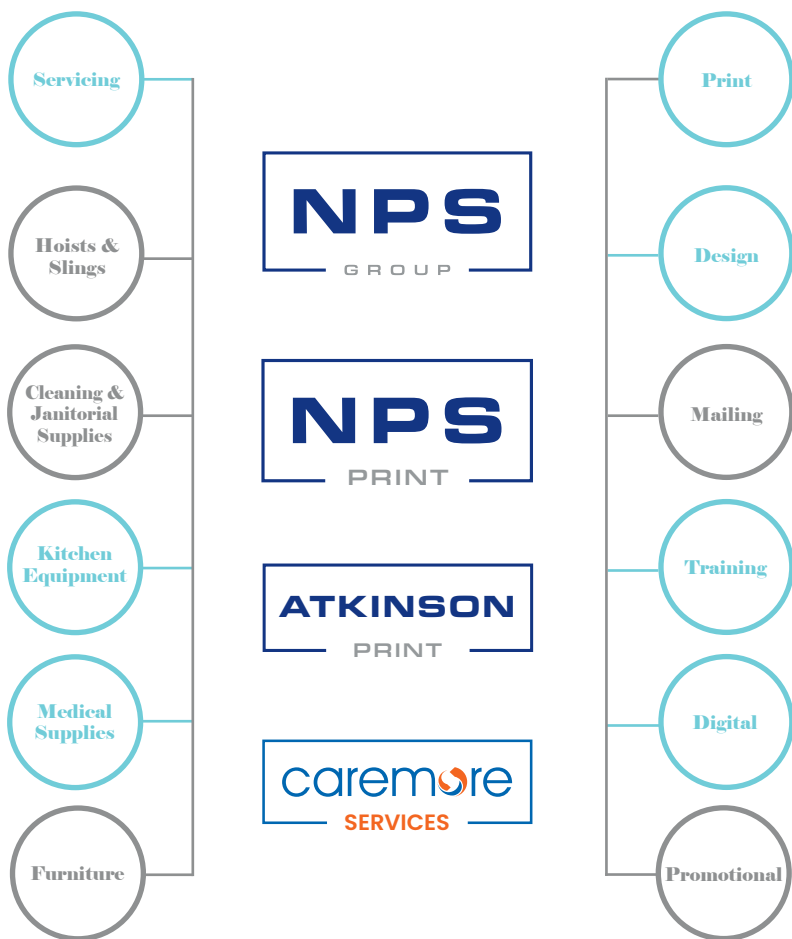 Servicing
Hoists &
Slings
Cleaning &
Janitorial
Supplies
Kitchen
Equipment
Medical
Supplies
Furniture
NPS
GROUP
NPS
PRINT
ATKINSON
PRINT
caremore
SERVICES
Print
Design
Mailing
Training
Digital
Promotional